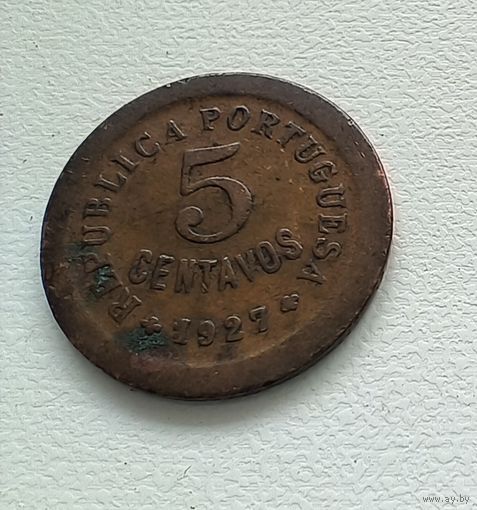 REPUBLICA PORTUGUESA
5
CENTAVOS
* 1927 *
www.ay.by